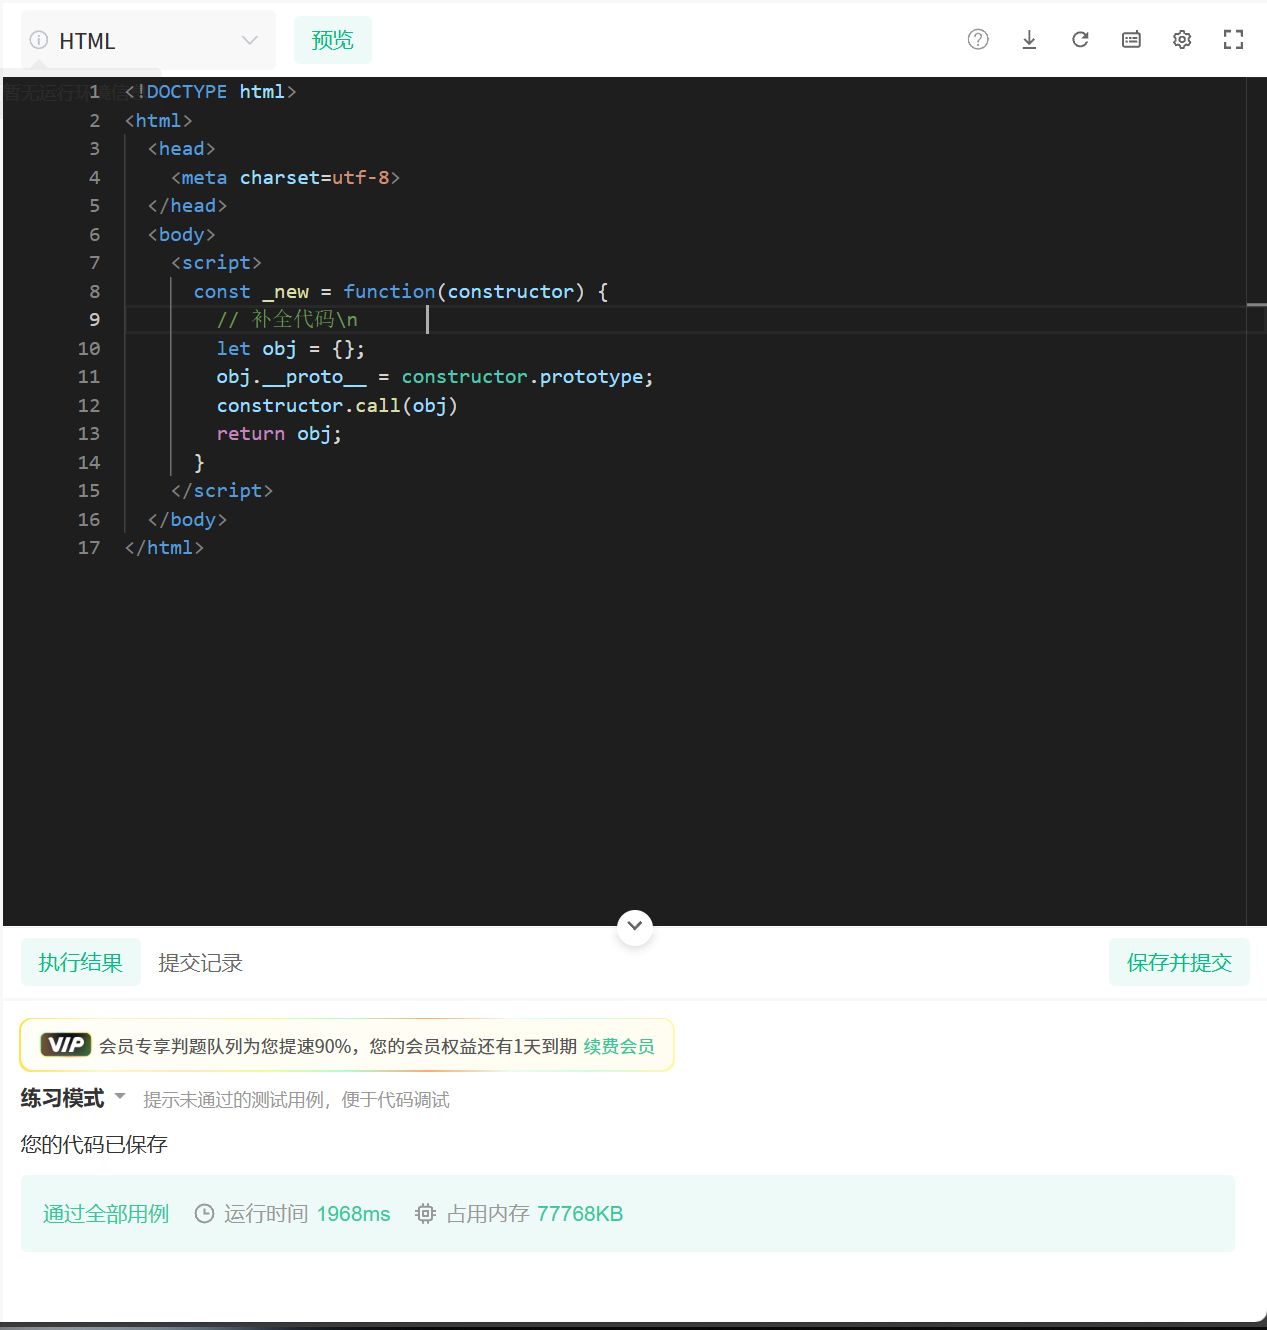 HTML
预览
暂无运行环境信
1 <!DOCTYPE html>
2 <html>
3 <head>
4 <meta charset=utf-8>
5 </head>
6 <body>
7 <script>
8 const _new = function(constructor) {
9 // 补全代码\n
10 let obj = {};
11 obj.__proto__ = constructor.prototype;
12 constructor.call(obj)
13 return obj;
14 }
15 </script>
16 </body>
17 </html>
执行结果 提交记录 保存并提交
VIP 会员专享判题队列为您提速90%，您的会员权益还有1天到期 续费会员
练习模式 提示未通过的测试用例，便于代码调试
您的代码已保存
通过全部用例 运行时间 1968ms 占用内存 77768KB